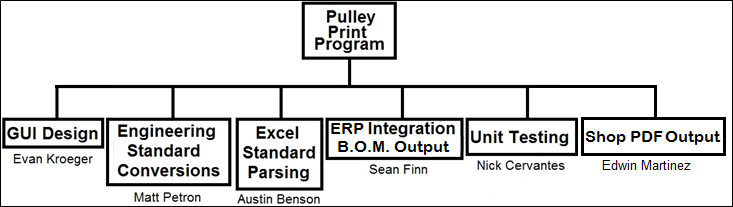 Pulley
Print
Program
GUI Design
Evan Kroeger
Engineering
Standard
Conversions
Matt Petron
Excel
Standard
Parsing
Austin Benson
ERP Integration
B.O.M. Output
Sean Finn
Unit Testing
Nick Cervantes
Shop PDF Output
Edwin Martinez